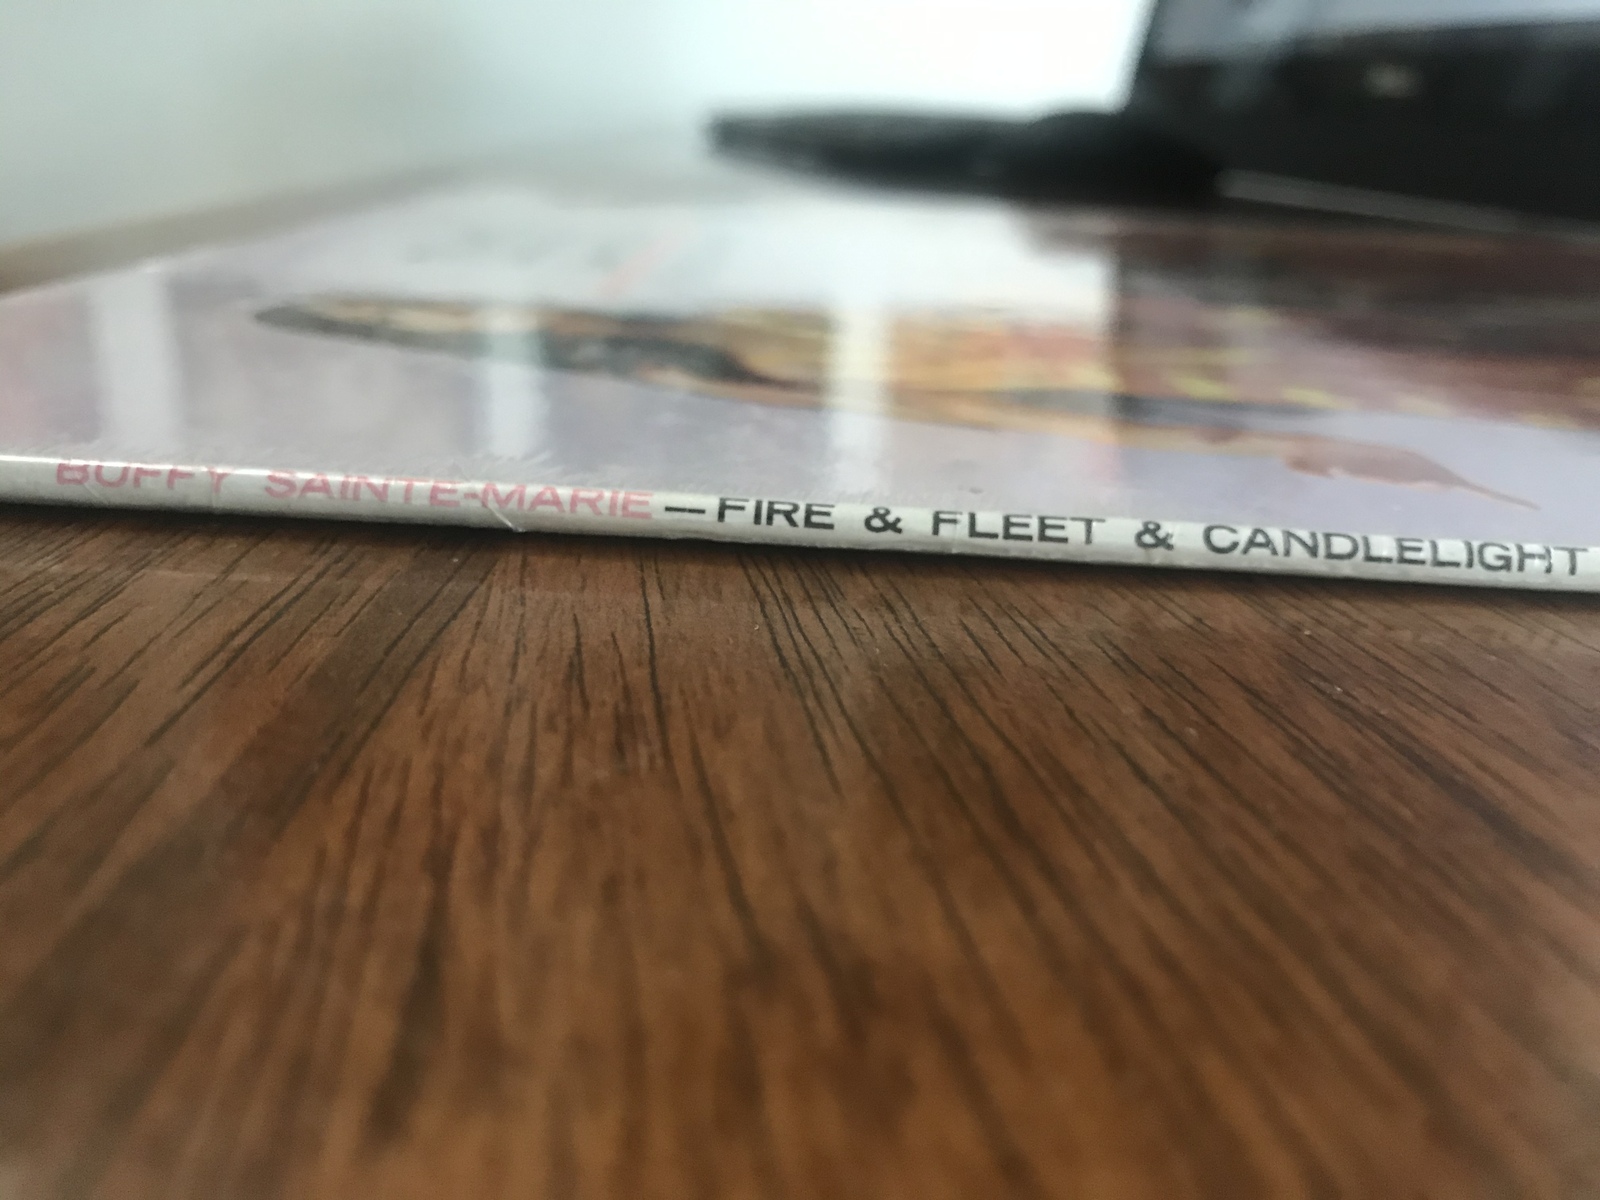 BUFFY SAINTE-MARIE — FIRE & FLEET & CANDLELIGHT